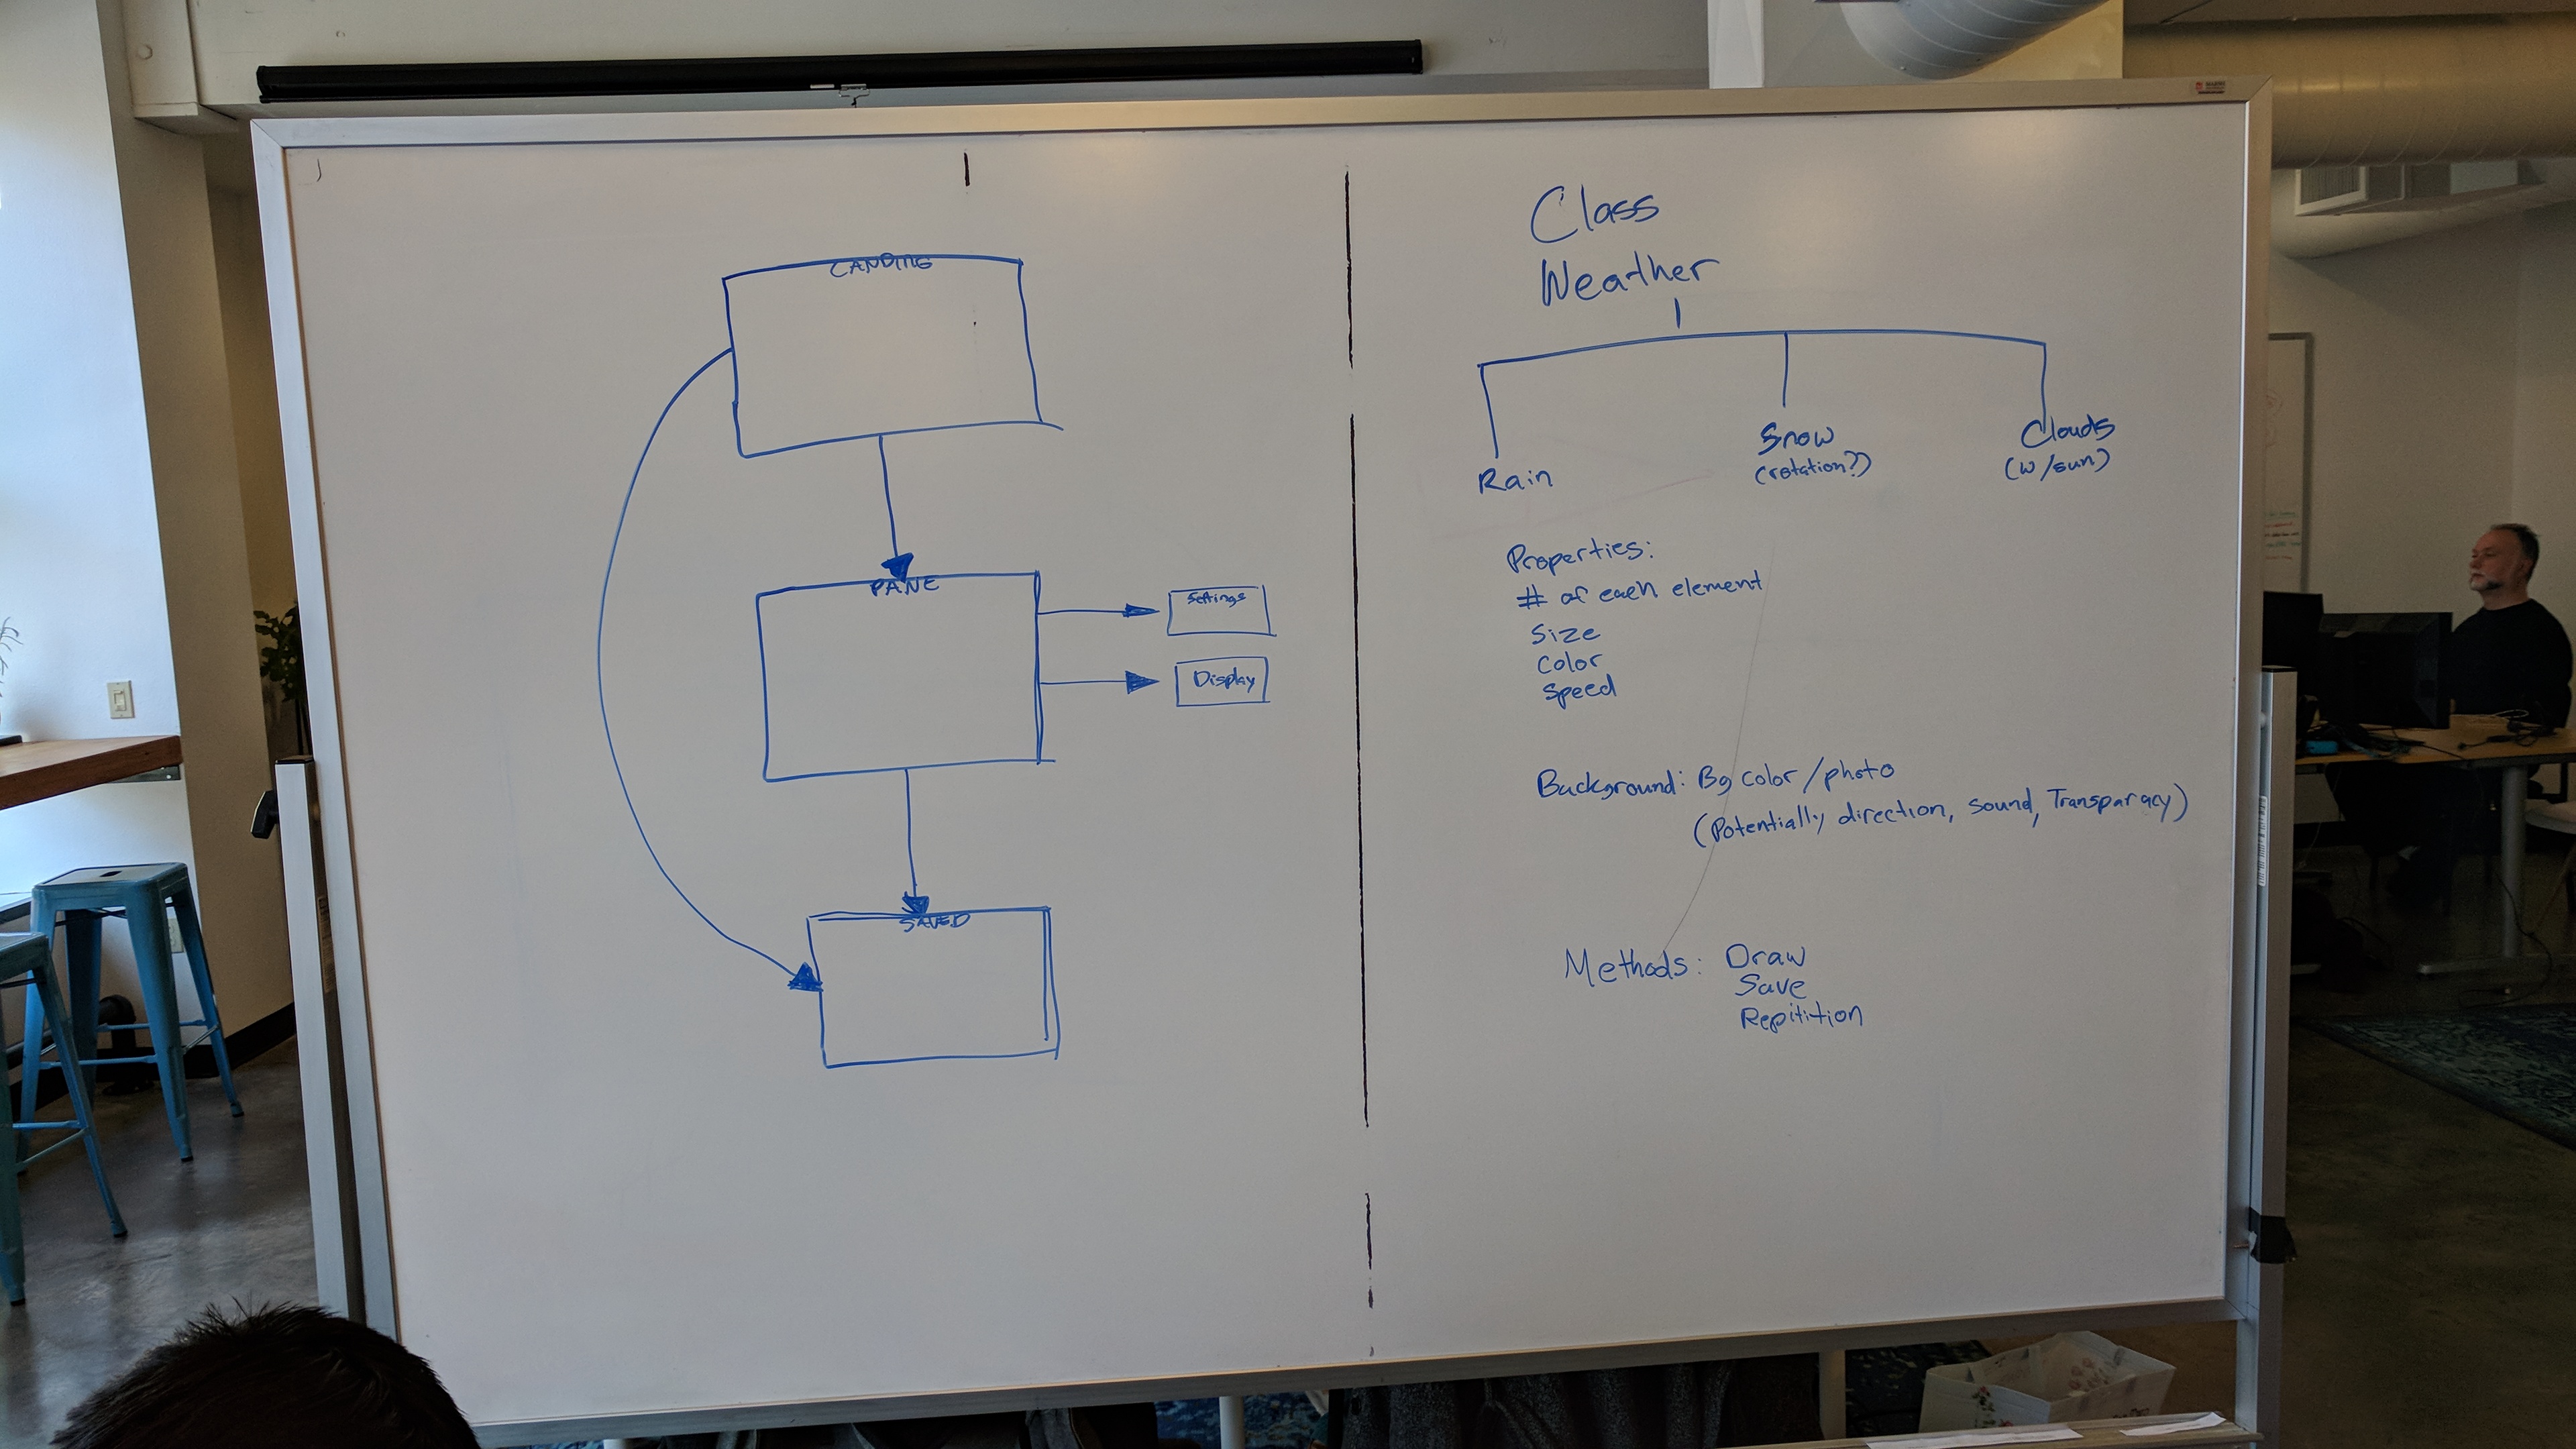 LANDING
PANE
Settings
Display
SAVED
Class
Weather
Rain
Snow
(rotation?)
Clouds
(w/sun)
Properties:
# of each element
Size
Color
Speed
Background: Bg color/photo
(Potentially direction, sound, Transparacy)
Methods: Draw
Save
Repitition